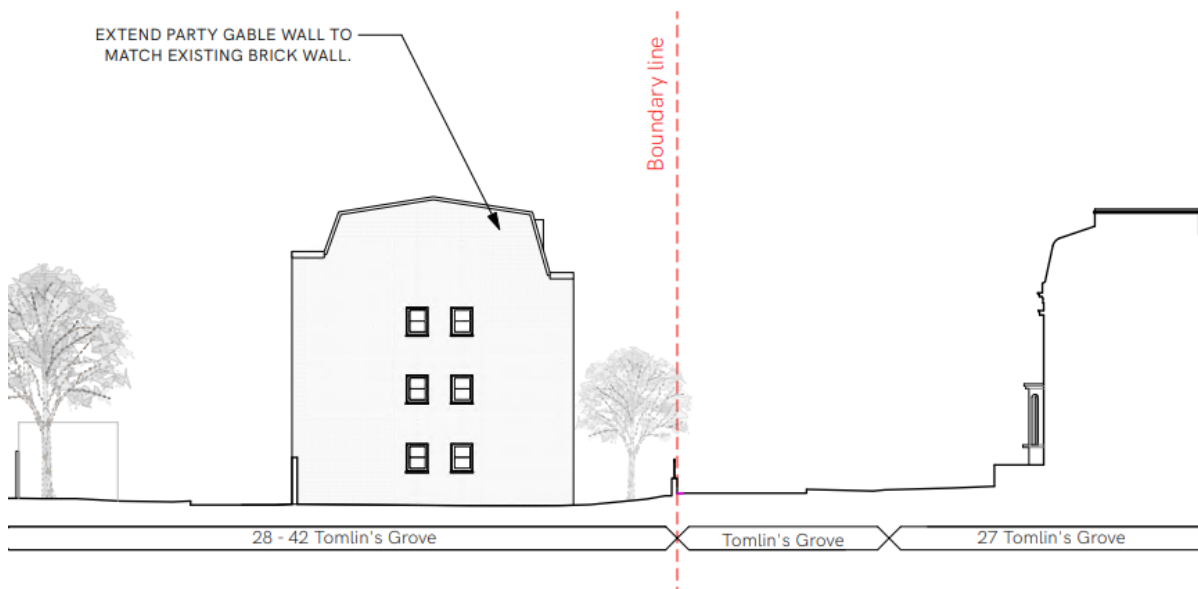 EXTEND PARTY GABLE WALL TO
MATCH EXISTING BRICK WALL.
Boundary line
28 - 42 Tomlin's Grove
Tomlin's Grove
27 Tomlin's Grove